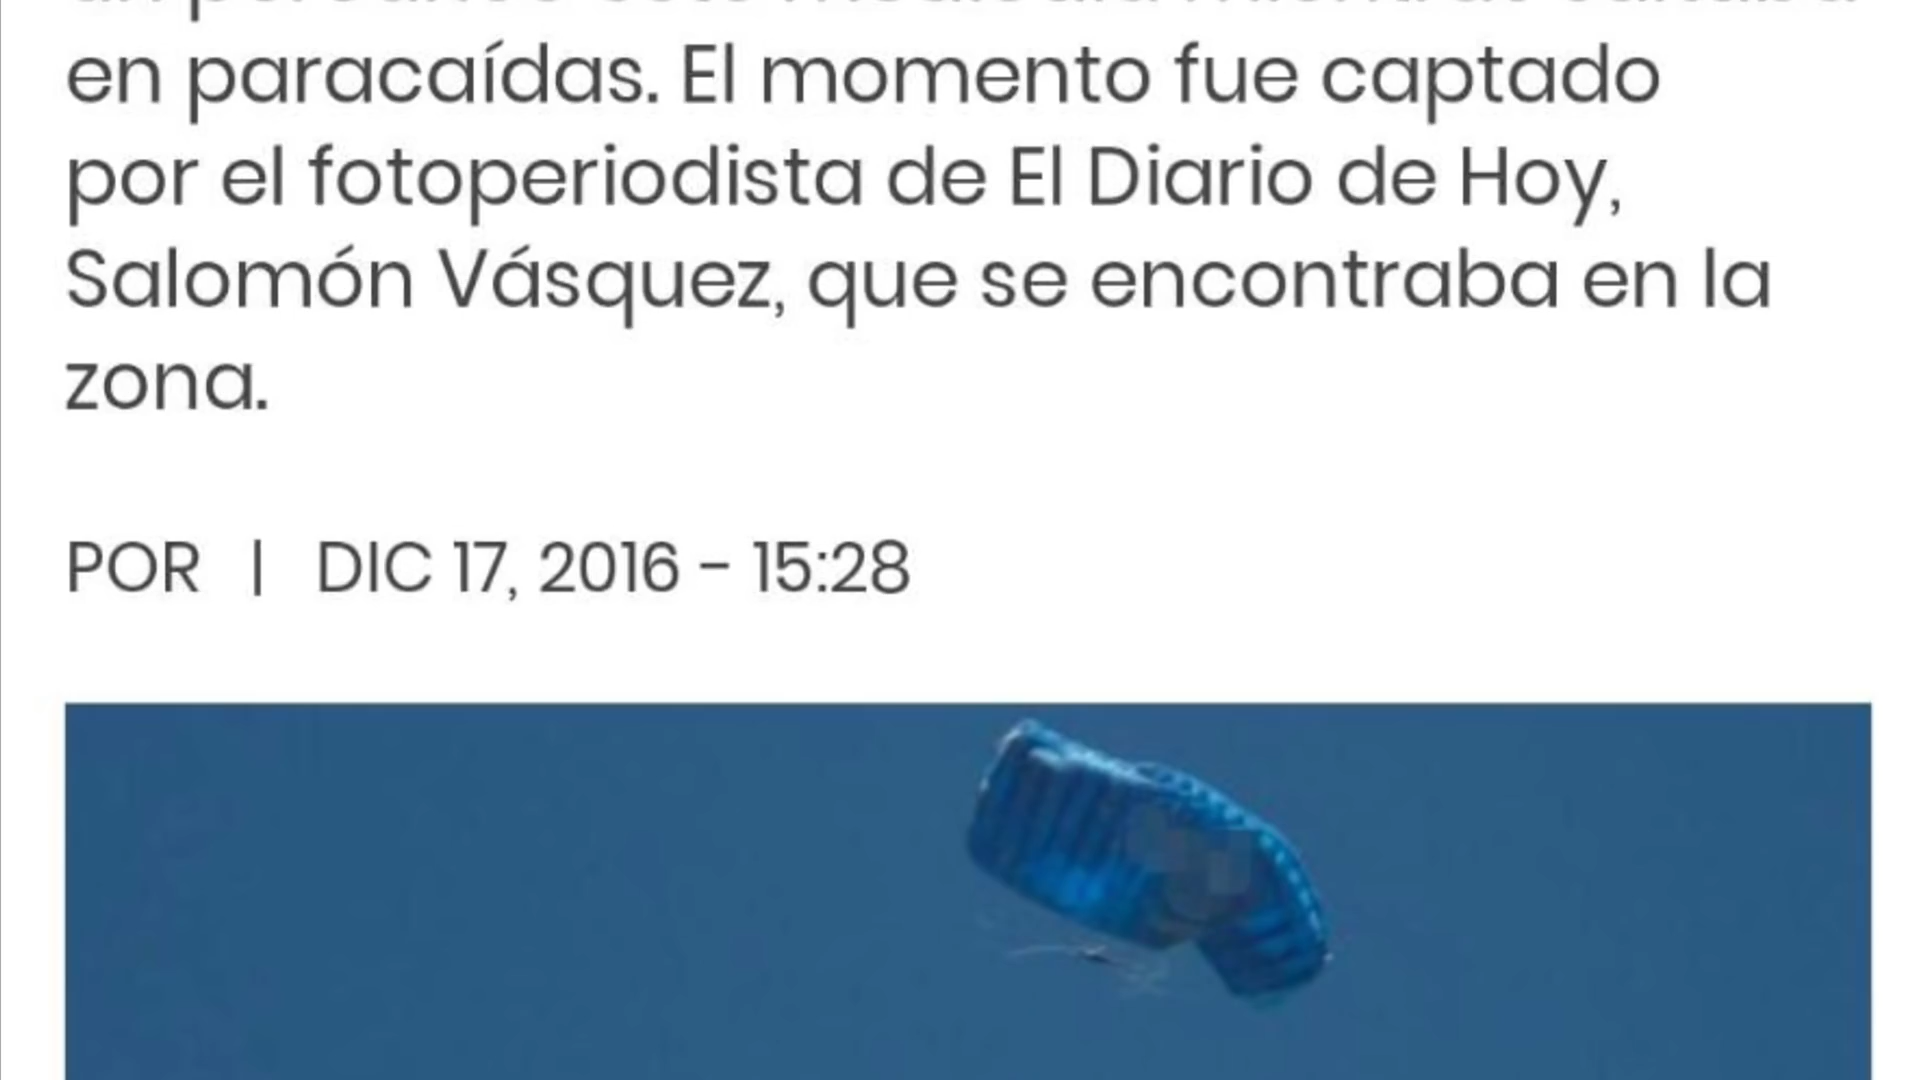 en paracaídas. El momento fue captado
por el fotoperiodista de El Diario de Hoy,
Salomón Vásquez, que se encontraba en la
zona.
POR | DIC 17, 2016 - 15:28